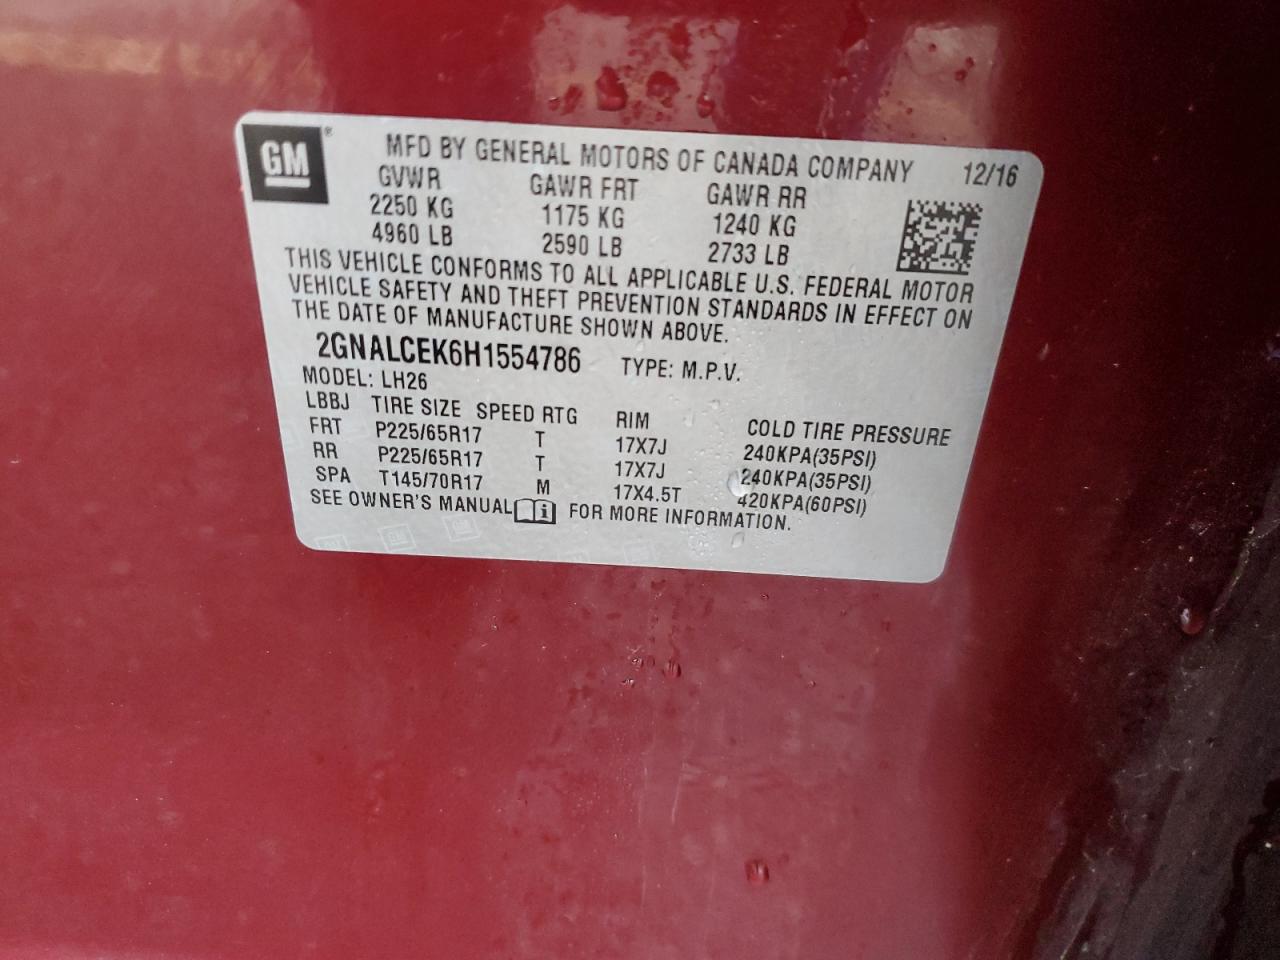 GM ® MFD BY GENERAL MOTORS OF CANADA COMPANY 12/16
GVWR GAWR FRT GAWR RR
2250 KG 1175 KG 1240 KG
4960 LB 2590 LB 2733 LB
THIS VEHICLE CONFORMS TO ALL APPLICABLE U.S. FEDERAL MOTOR
VEHICLE SAFETY AND THEFT PREVENTION STANDARDS IN EFFECT ON
THE DATE OF MANUFACTURE SHOWN ABOVE.
2GNALCEK6H1554786 TYPE: M.P.V.
MODEL: LH26
LBBJ TIRE SIZE SPEED RTG RIM COLD TIRE PRESSURE
FRT P225/65R17 T 17X7J 240KPA(35PSI)
RR P225/65R17 T 17X7J 240KPA(35PSI)
SPA T145/70R17 M 17X4.5T 420KPA(60PSI)
SEE OWNER'S MANUAL i FOR MORE INFORMATION.
GM GM